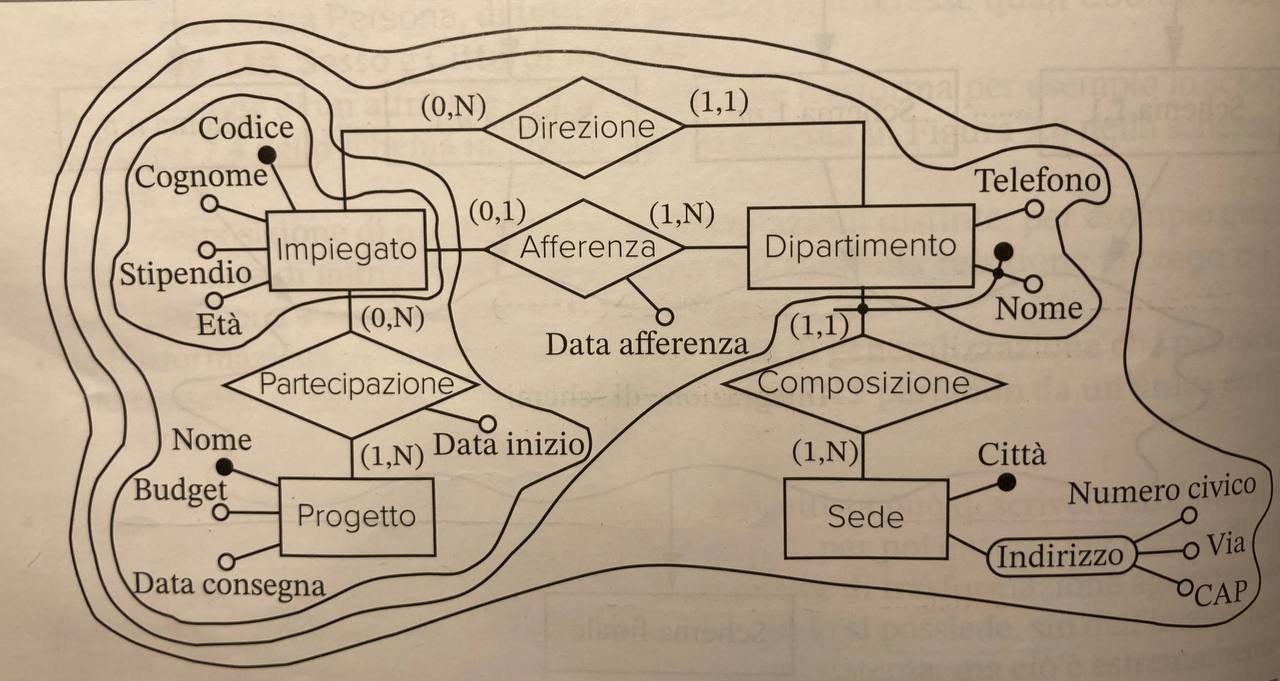 (0,N)
Direzione
(1,1)
Codice
Cognome
Stipendio
Età
Impiegato
(0,1)
Afferenza
(1,N)
Data afferenza
Dipartimento
Telefono
Nome
(0,N)
Partecipazione
Data inizio
(1,N)
(1,1)
Composizione
(1,N)
Nome
Budget
Data consegna
Progetto
Sede
Città
Indirizzo
Numero civico
Via
CAP